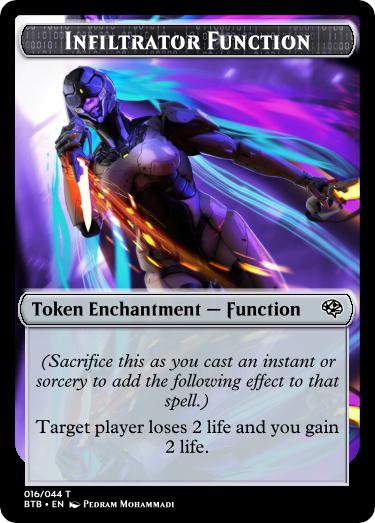 Infiltrator Function
Token Enchantment — Function
(Sacrifice this as you cast an instant or
sorcery to add the following effect to that
spell.)
Target player loses 2 life and you gain
2 life.
016/044 T
BTB • EN Pedram Mohammadi